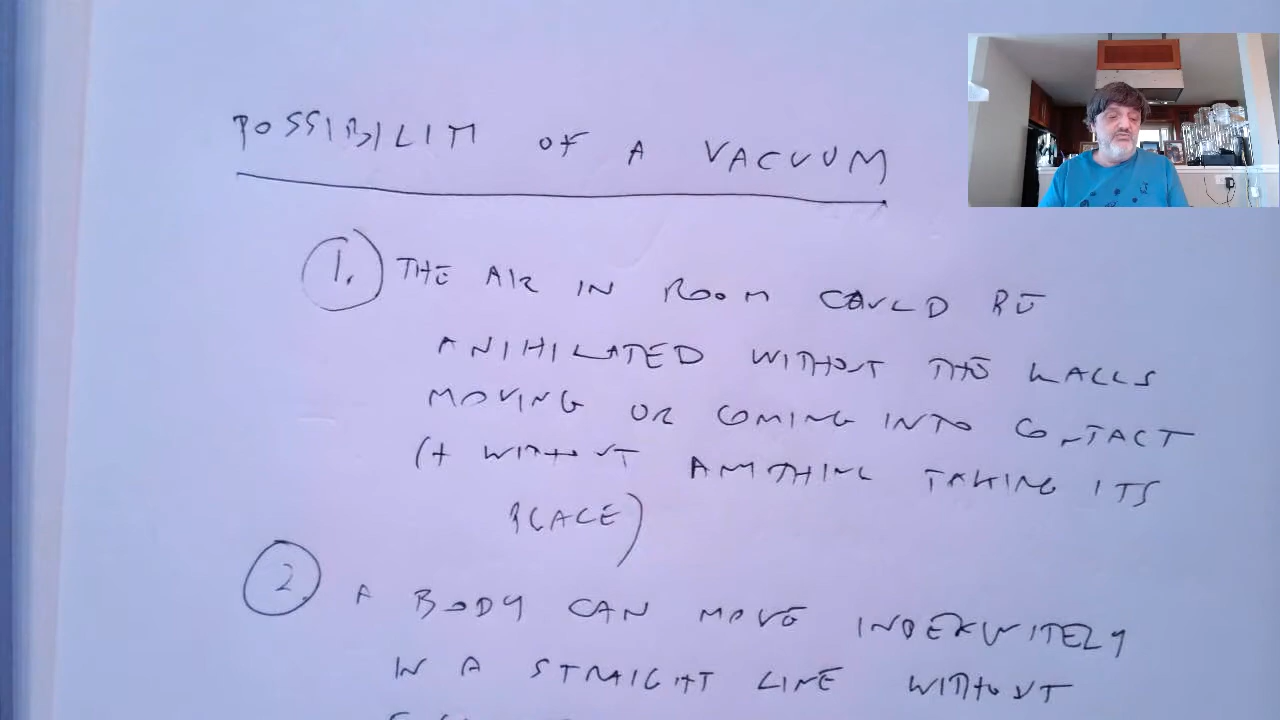 POSSIBILITY OF A VACUUM
1. THE AIR IN ROOM COULD BE
ANIHILATED WITHOUT THE WALLS
MOVING OR COMING INTO CONTACT
(+ WITHOUT ANYTHING TAKING ITS
PLACE)
2. A BODY CAN MOVE INDEFINITELY
IN A STRAIGHT LINE WITHOUT